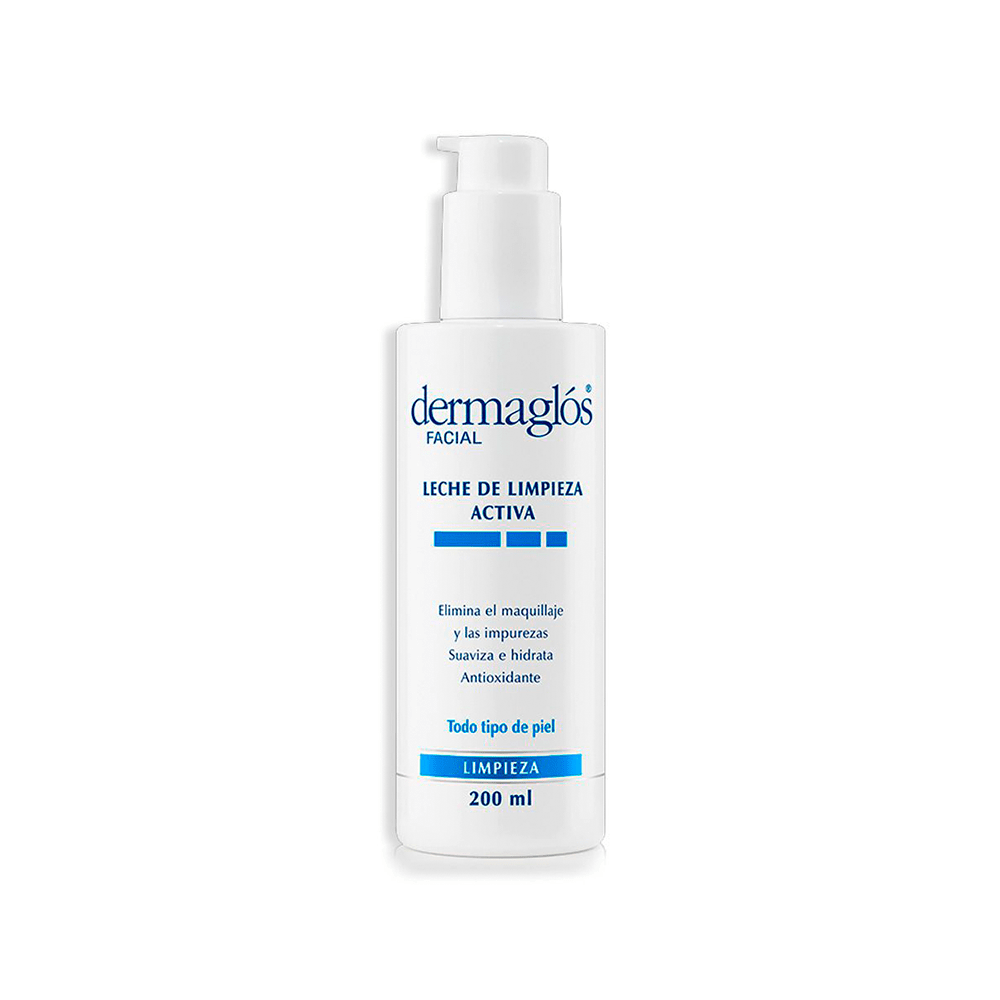 dermaglós®
FACIAL
LECHE DE LIMPIEZA
ACTIVA
Elimina el maquillaje
y las impurezas
Suaviza e hidrata
Antioxidante
Todo tipo de piel
LIMPIEZA
200 ml